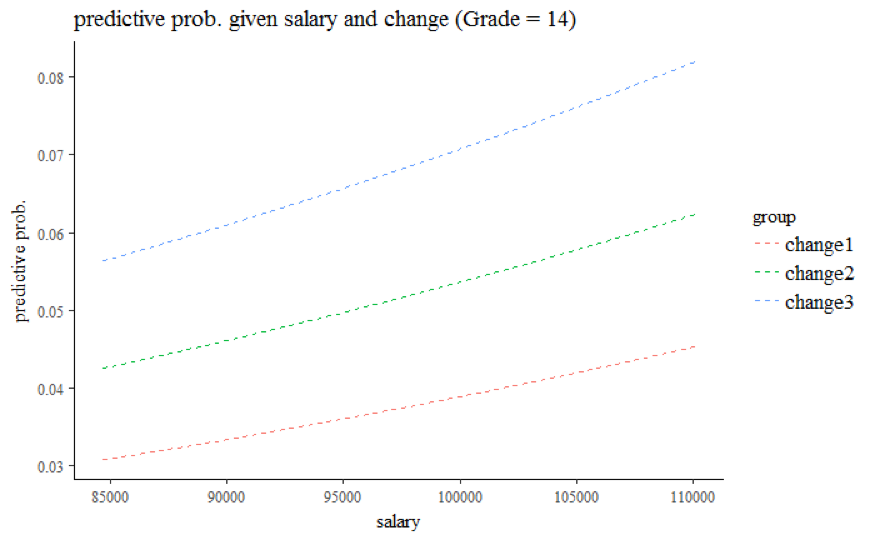 predictive prob. given salary and change (Grade = 14)
predictive prob.
0.08
0.07
0.06
0.05
0.04
0.03
85000 90000 95000 100000 105000 110000
salary
group
change1
change2
change3